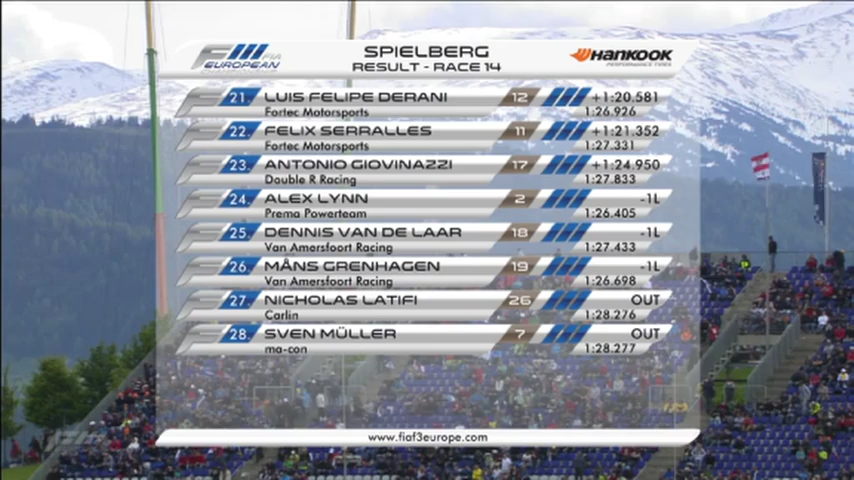 FIA
EUROPEAN
CHAMPIONSHIP
SPIELBERG
RESULT - RACE 14
HANKOOK
PERFORMANCE TIRES
21. LUIS FELIPE DERANI 12 +1:20.581
Fortec Motorsports 1:26.926
22. FELIX SERRALLES 11 +1:21.352
Fortec Motorsports 1:27.331
23. ANTONIO GIOVINAZZI 17 +1:24.950
Double R Racing 1:27.833
24. ALEX LYNN 2 -1L
Prema Powerteam 1:26.405
25. DENNIS VAN DE LAAR 18 -1L
Van Amersfoort Racing 1:27.433
26. MÅNS GRENHAGEN 19 -1L
Van Amersfoort Racing 1:26.698
27. NICHOLAS LATIFI 26 OUT
Carlin 1:28.276
28. SVEN MÜLLER 7 OUT
ma-con 1:28.277
www.fiaf3europe.com